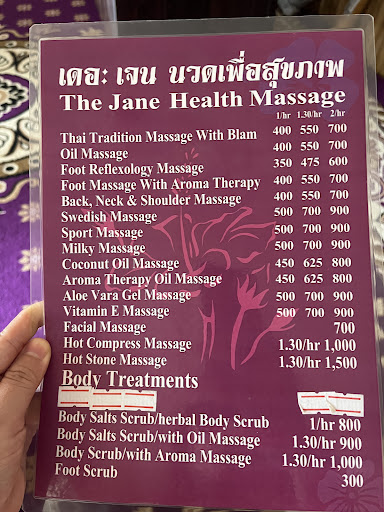 เดอะ เจน นวดเพื่อสุขภาพ
The Jane Health Massage
1/hr 1.30/hr 2/hr
Thai Tradition Massage With Blam 400 550 700
Oil Massage 400 550 700
Foot Reflexology Massage 350 475 600
Foot Massage With Aroma Therapy 400 550 700
Back, Neck & Shoulder Massage 400 550 700
Swedish Massage 500 700 900
Sport Massage 500 700 900
Milky Massage 500 700 900
Coconut Oil Massage 450 625 800
Aroma Therapy Oil Massage 450 625 800
Aloe Vara Gel Massage 500 700 900
Vitamin E Massage 500 700 900
Facial Massage 700
Hot Compress Massage 1.30/hr 1,000
Hot Stone Massage 1.30/hr 1,500
Body Treatments
Body Salts Scrub/herbal Body Scrub 1/hr 800
Body Salts Scrub/with Oil Massage 1.30/hr 900
Body Scrub/with Aroma Massage 1.30/hr 1,000
Foot Scrub 300